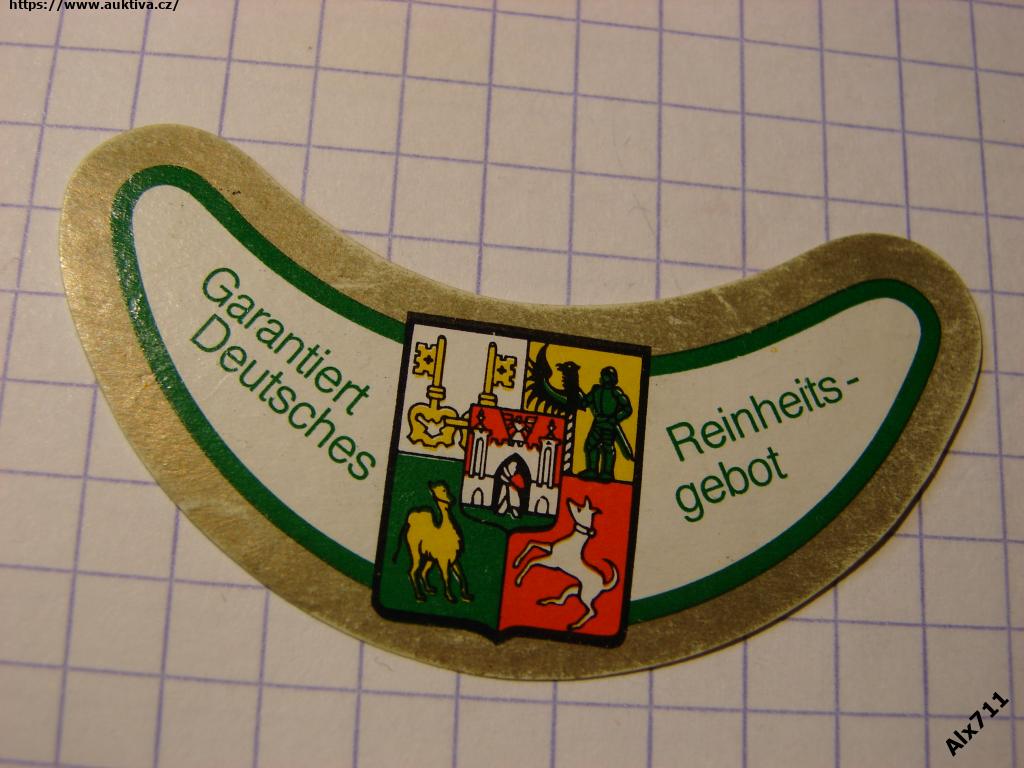 https://www.auktiva.cz/
Garantiert
Deutsches
Reinheits-
gebot
Alx711